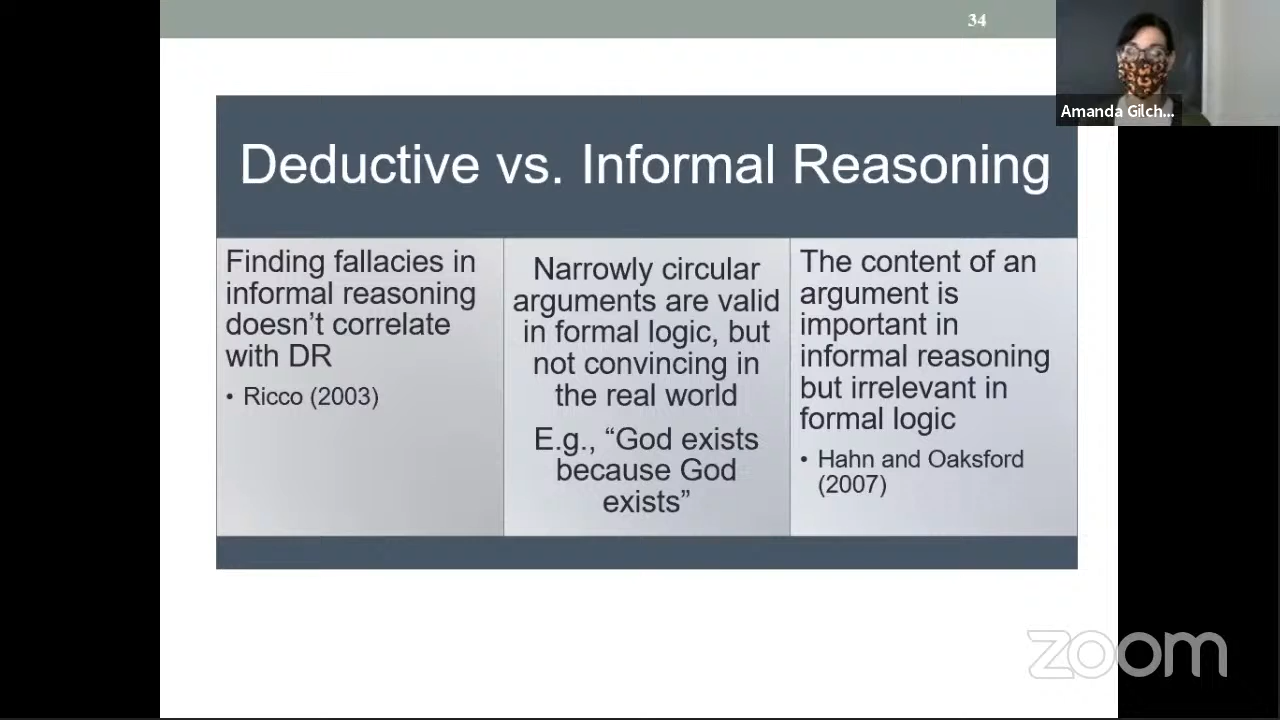 34
Amanda Gilch...
Deductive vs. Informal Reasoning
Finding fallacies in
informal reasoning
doesn't correlate
with DR
• Ricco (2003)
Narrowly circular
arguments are valid
in formal logic, but
not convincing in
the real world
E.g., “God exists
because God
exists”
The content of an
argument is
important in
informal reasoning
but irrelevant in
formal logic
• Hahn and Oaksford
(2007)
zoom